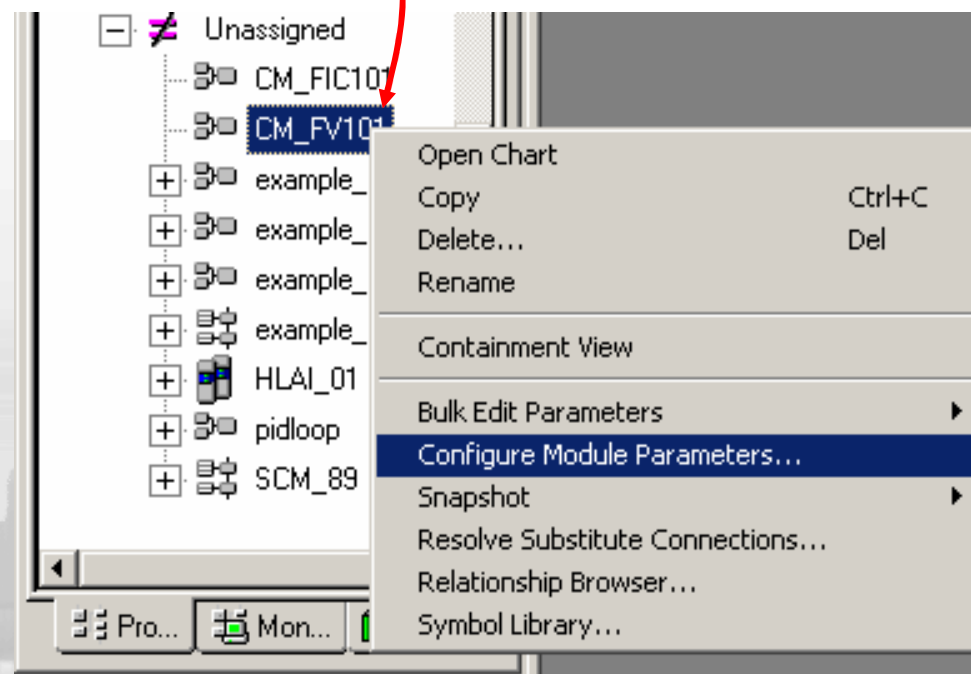 Unassigned
CM_FIC101
CM_FV101
example_
example_
example_
example_
HLAI_01
pidloop
SCM_89
Pro... Mon...
Open Chart
Copy Ctrl+C
Delete... Del
Rename
Containment View
Bulk Edit Parameters
Configure Module Parameters...
Snapshot
Resolve Substitute Connections...
Relationship Browser...
Symbol Library...